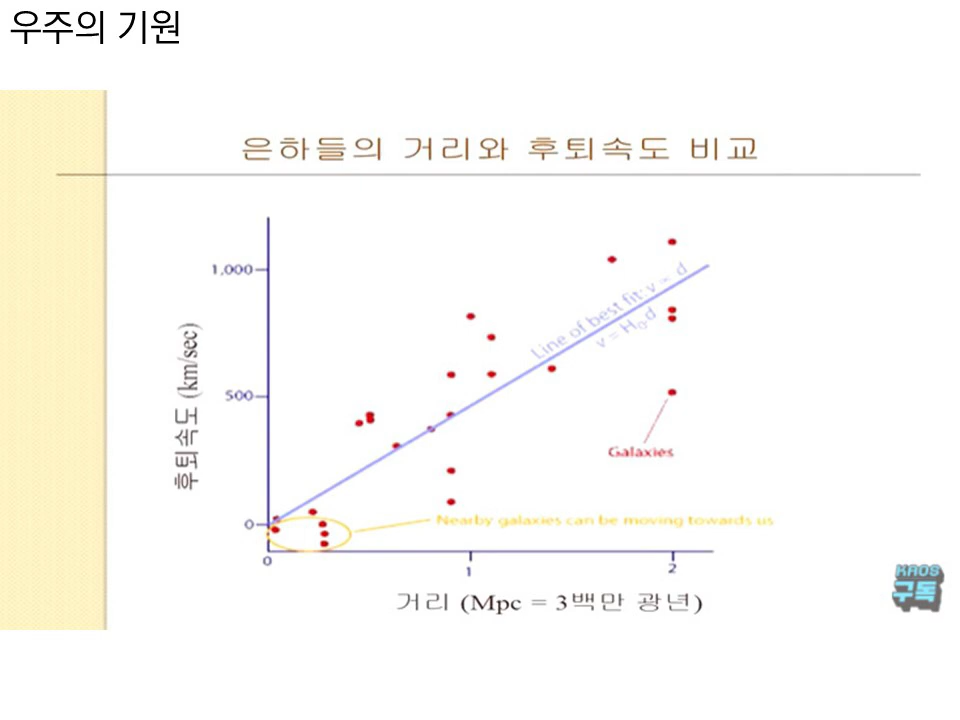 우주의 기원
은하들의 거리와 후퇴속도 비교
후퇴속도 (km/sec)
1,000
500
0
Line of best fit: v ∝ d
v = H₀d
Galaxies
Nearby galaxies can be moving towards us
0
1
2
거리 (Mpc = 3백만 광년)
KAOS
구독